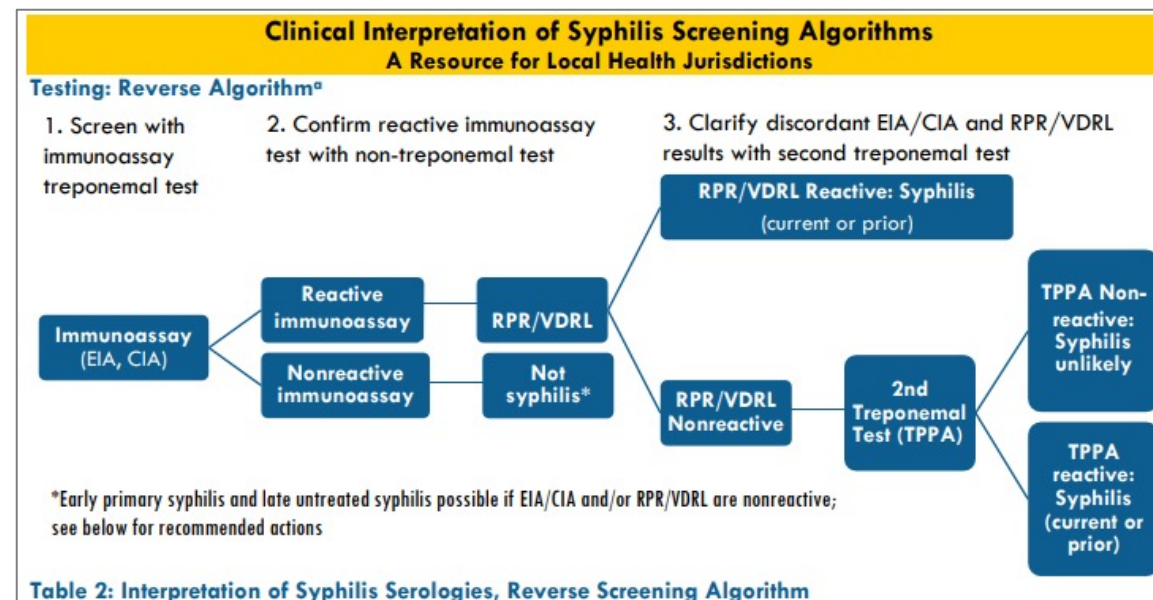 Clinical Interpretation of Syphilis Screening Algorithms
A Resource for Local Health Jurisdictions
Testing: Reverse Algorithmᵃ
1. Screen with
immunoassay
treponemal test
2. Confirm reactive immunoassay
test with non-treponemal test
3. Clarify discordant EIA/CIA and RPR/VDRL
results with second treponemal test
Immunoassay
(EIA, CIA)
Reactive
immunoassay
Nonreactive
immunoassay
RPR/VDRL
Not
syphilis*
RPR/VDRL Reactive: Syphilis
(current or prior)
RPR/VDRL
Nonreactive
2nd
Treponemal
Test (TPPA)
TPPA Non-
reactive:
Syphilis
unlikely
TPPA
reactive:
Syphilis
(current or
prior)
*Early primary syphilis and late untreated syphilis possible if EIA/CIA and/or RPR/VDRL are nonreactive;
see below for recommended actions
Table 2: Interpretation of Syphilis Serologies, Reverse Screening Algorithm